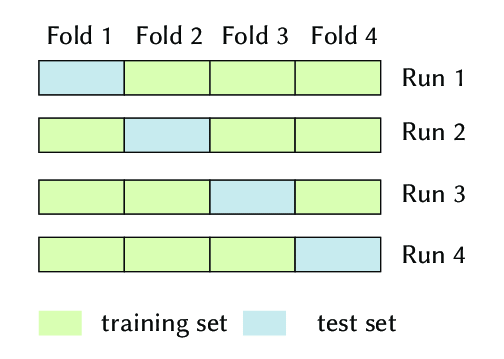 Fold 1 Fold 2 Fold 3 Fold 4
Run 1
Run 2
Run 3
Run 4
training set test set